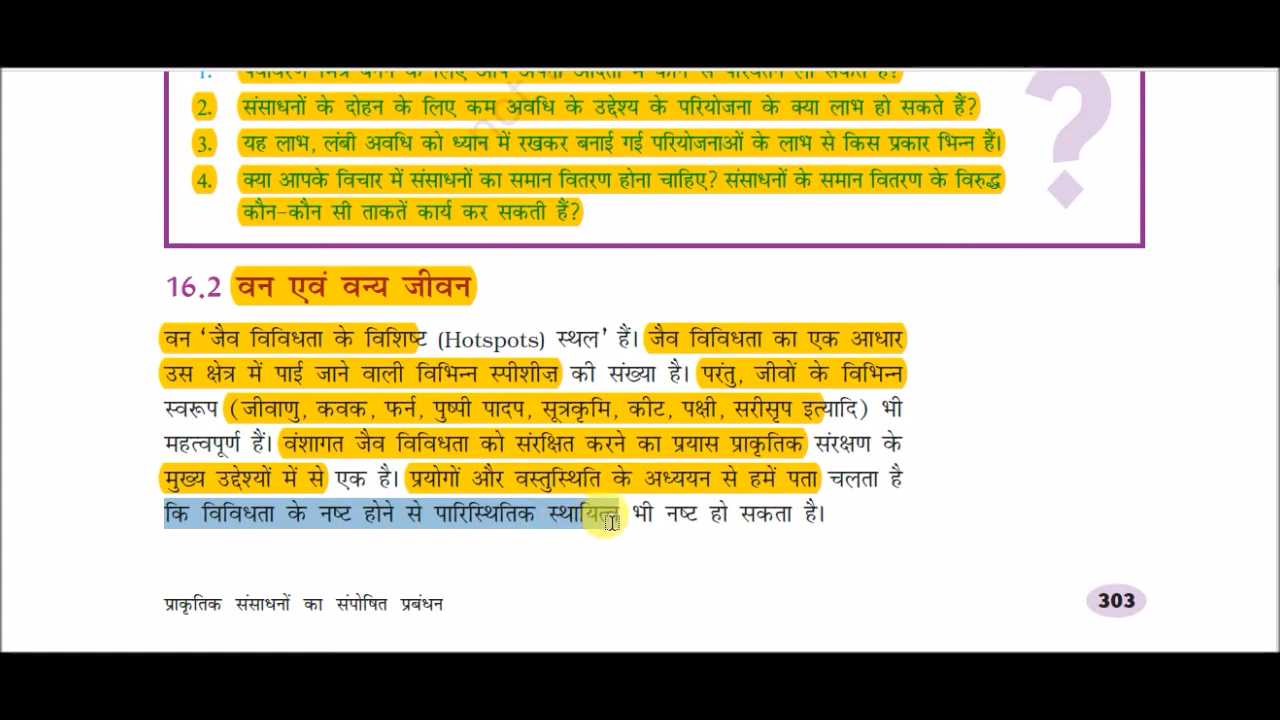 2. संसाधनों के दोहन के लिए कम अवधि के उद्देश्य के परियोजना के क्या लाभ हो सकते हैं?
3. यह लाभ, लंबी अवधि को ध्यान में रखकर बनाई गई परियोजनाओं के लाभ से किस प्रकार भिन्न हैं।
4. क्या आपके विचार में संसाधनों का समान वितरण होना चाहिए? संसाधनों के समान वितरण के विरुद्ध
कौन-कौन सी ताकतें कार्य कर सकती हैं?
?
16.2 वन एवं वन्य जीवन
वन ‘जैव विविधता के विशिष्ट (Hotspots) स्थल’ हैं। जैव विविधता का एक आधार
उस क्षेत्र में पाई जाने वाली विभिन्न स्पीशीज़ की संख्या है। परंतु, जीवों के विभिन्न
स्वरूप (जीवाणु, कवक, फर्न, पुष्पी पादप, सूत्रकृमि, कीट, पक्षी, सरीसृप इत्यादि) भी
महत्वपूर्ण हैं। वंशागत जैव विविधता को संरक्षित करने का प्रयास प्राकृतिक संरक्षण के
मुख्य उद्देश्यों में से एक है। प्रयोगों और वस्तुस्थिति के अध्ययन से हमें पता चलता है
कि विविधता के नष्ट होने से पारिस्थितिक स्थायित्व भी नष्ट हो सकता है।
प्राकृतिक संसाधनों का संपोषित प्रबंधन
303